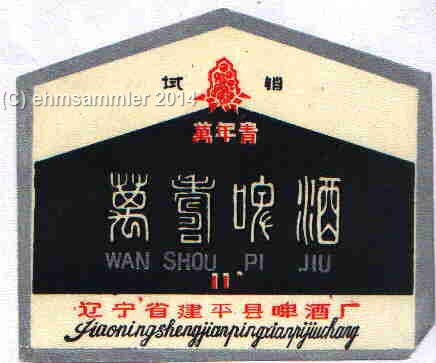 试销
(C) ehmsammler 2014
萬年青
萬壽啤酒
WAN SHOU PI JIU
11°
辽宁省建平县啤酒厂
Liaoningshengjianpingxianpijiuchang